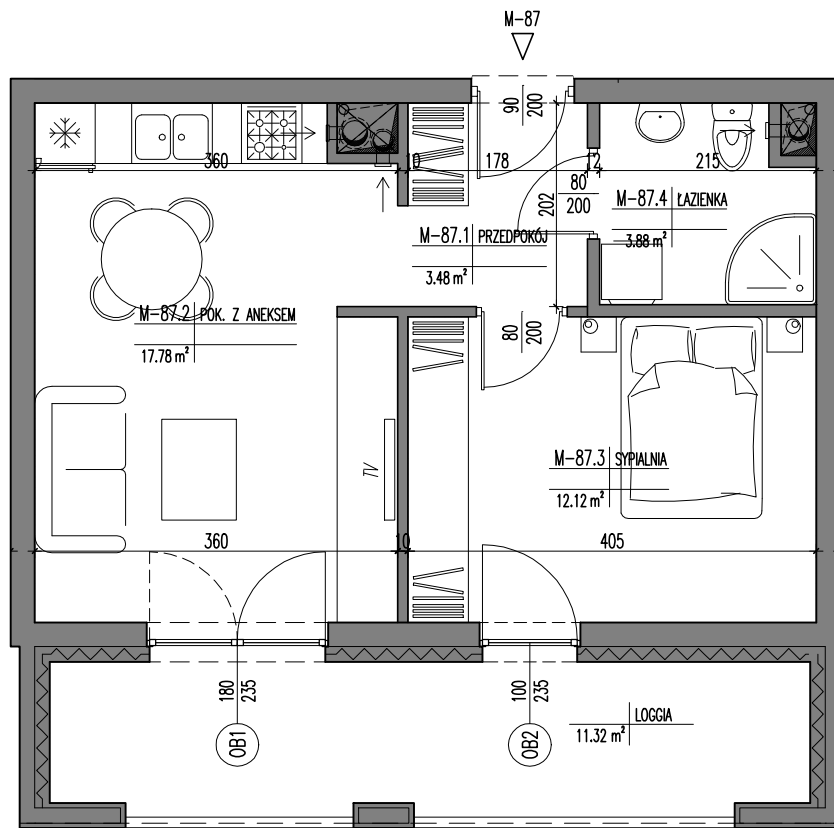 M-87
90
200
360
10
178
12
215
80
200
202
M-87.4 ŁAZIENKA
3.88 m²
M-87.1 PRZEDPOKÓJ
3.48 m²
M-87.2 POK. Z ANEKSEM
17.78 m²
80
200
M-87.3 SYPIALNIA
12.12 m²
TV
360
10
405
180
235
100
235
LOGGIA
11.32 m²
OB1
OB2